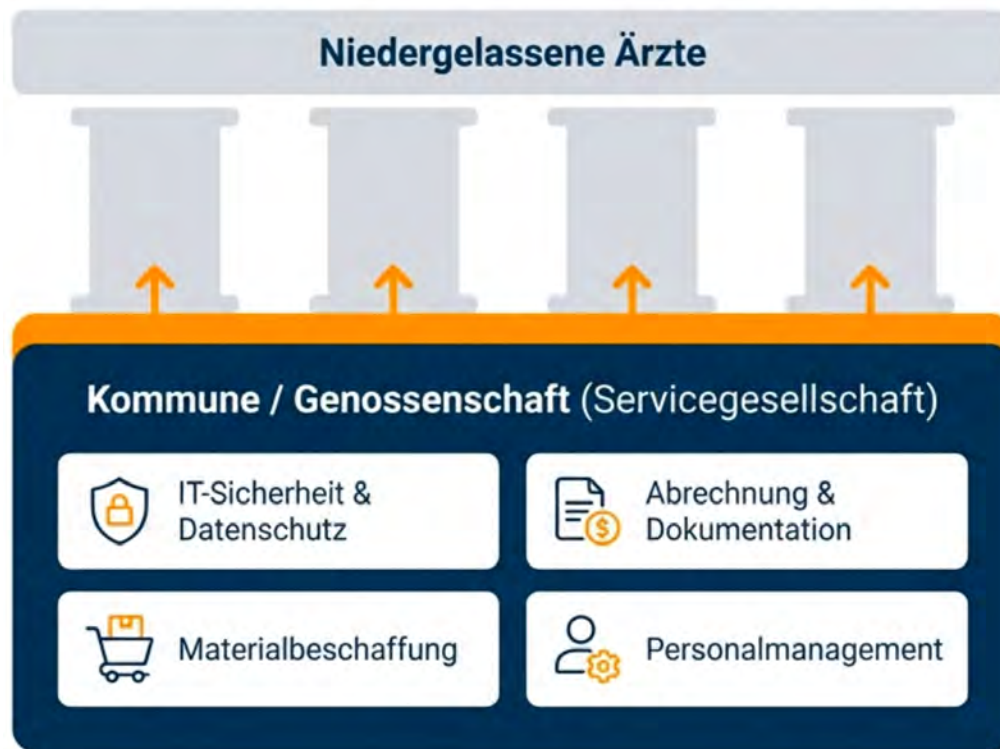 Niedergelassene Ärzte
Kommune / Genossenschaft (Servicegesellschaft)
IT-Sicherheit &
Datenschutz
Abrechnung &
Dokumentation
$
Materialbeschaffung
Personalmanagement